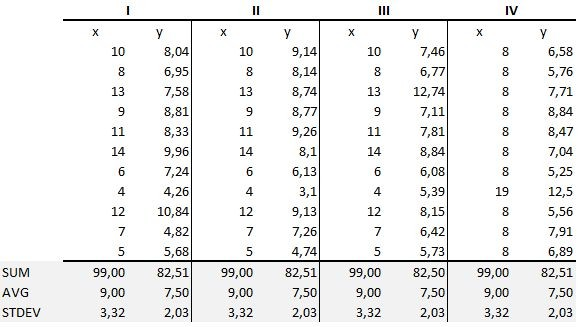 I II III IV
x y x y x y x y
10 8,04 10 9,14 10 7,46 8 6,58
8 6,95 8 8,14 8 6,77 8 5,76
13 7,58 13 8,74 13 12,74 8 7,71
9 8,81 9 8,77 9 7,11 8 8,84
11 8,33 11 9,26 11 7,81 8 8,47
14 9,96 14 8,1 14 8,84 8 7,04
6 7,24 6 6,13 6 6,08 8 5,25
4 4,26 4 3,1 4 5,39 19 12,5
12 10,84 12 9,13 12 8,15 8 5,56
7 4,82 7 7,26 7 6,42 8 7,91
5 5,68 5 4,74 5 5,73 8 6,89
SUM 99,00 82,51 99,00 82,51 99,00 82,50 99,00 82,51
AVG 9,00 7,50 9,00 7,50 9,00 7,50 9,00 7,50
STDEV 3,32 2,03 3,32 2,03 3,32 2,03 3,32 2,03